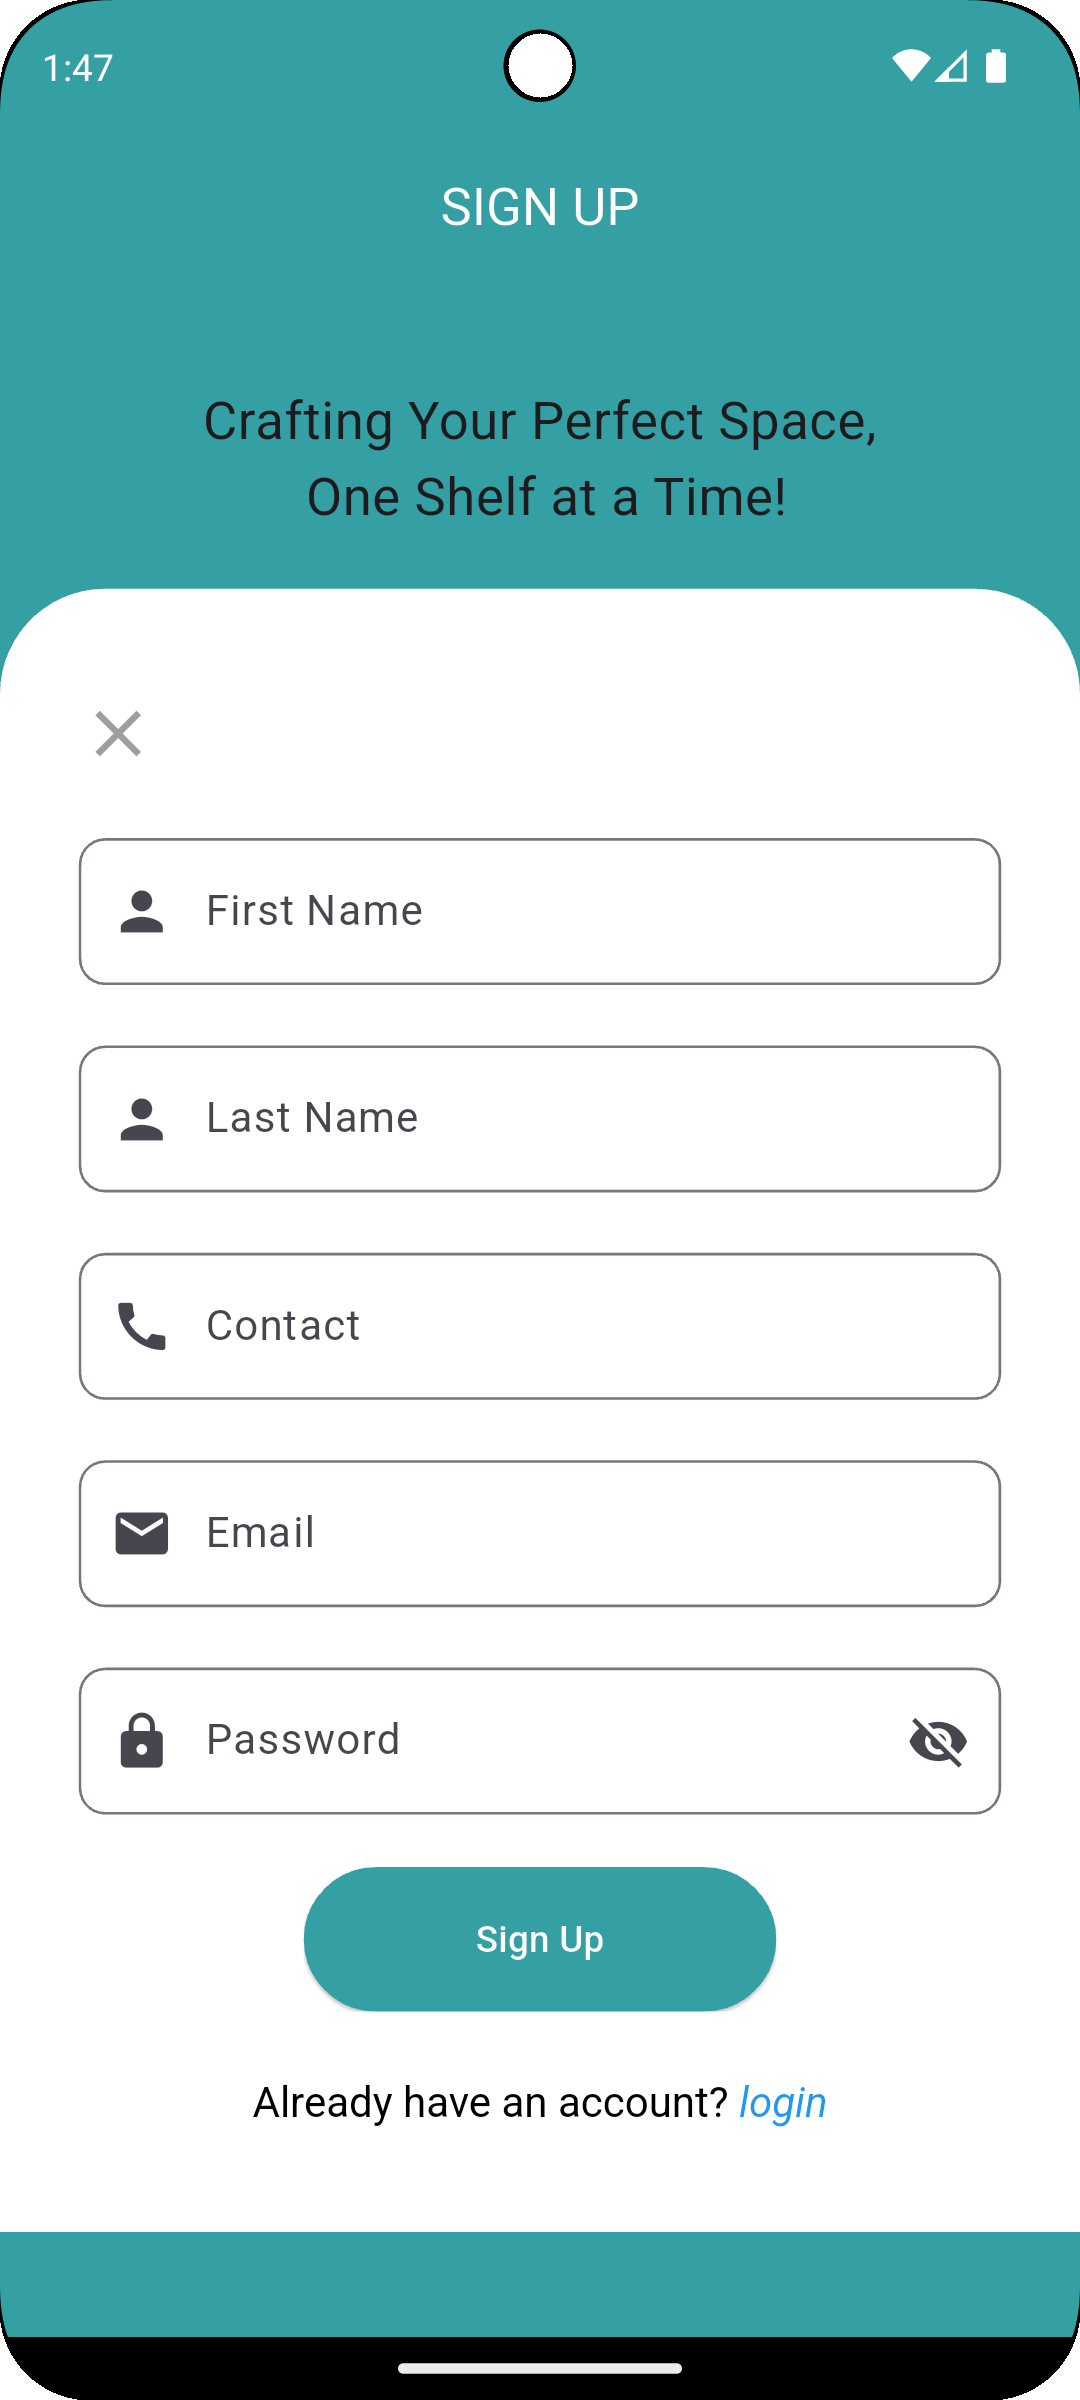 1:47
SIGN UP
Crafting Your Perfect Space,
One Shelf at a Time!
First Name
Last Name
Contact
Email
Password
Sign Up
Already have an account? login